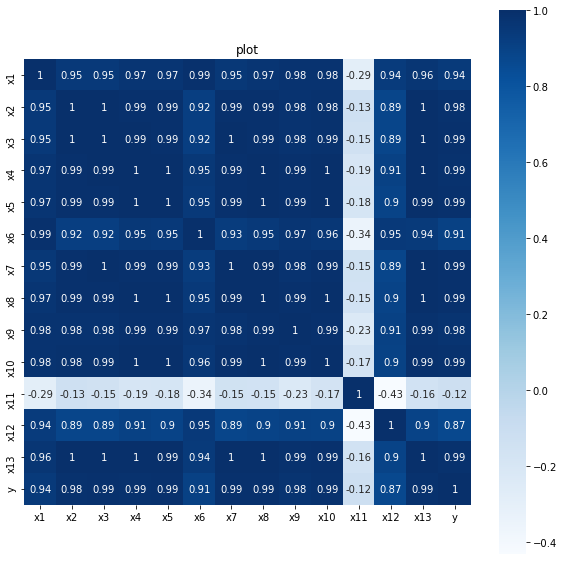 plot
x1 1 0.95 0.95 0.97 0.97 0.99 0.95 0.97 0.98 0.98 -0.29 0.94 0.96 0.94
x2 0.95 1 1 0.99 0.99 0.92 0.99 0.99 0.98 0.98 -0.13 0.89 1 0.98
x3 0.95 1 1 0.99 0.99 0.92 1 0.99 0.98 0.99 -0.15 0.89 1 0.99
x4 0.97 0.99 0.99 1 1 0.95 0.99 1 0.99 1 -0.19 0.91 1 0.99
x5 0.97 0.99 0.99 1 1 0.95 0.99 1 0.99 1 -0.18 0.9 0.99 0.99
x6 0.99 0.92 0.92 0.95 0.95 1 0.93 0.95 0.97 0.96 -0.34 0.95 0.94 0.91
x7 0.95 0.99 1 0.99 0.99 0.93 1 0.99 0.98 0.99 -0.15 0.89 1 0.99
x8 0.97 0.99 0.99 1 1 0.95 0.99 1 0.99 1 -0.15 0.9 1 0.99
x9 0.98 0.98 0.98 0.99 0.99 0.97 0.98 0.99 1 0.99 -0.23 0.91 0.99 0.98
x10 0.98 0.98 0.99 1 1 0.96 0.99 1 0.99 1 -0.17 0.9 0.99 0.99
x11 -0.29 -0.13 -0.15 -0.19 -0.18 -0.34 -0.15 -0.15 -0.23 -0.17 1 -0.43 -0.16 -0.12
x12 0.94 0.89 0.89 0.91 0.9 0.95 0.89 0.9 0.91 0.9 -0.43 1 0.9 0.87
x13 0.96 1 1 1 0.99 0.94 1 1 0.99 0.99 -0.16 0.9 1 0.99
y 0.94 0.98 0.99 0.99 0.99 0.91 0.99 0.99 0.98 0.99 -0.12 0.87 0.99 1
x1 x2 x3 x4 x5 x6 x7 x8 x9 x10 x11 x12 x13 y
1.0
0.8
0.6
0.4
0.2
0.0
−0.2
−0.4